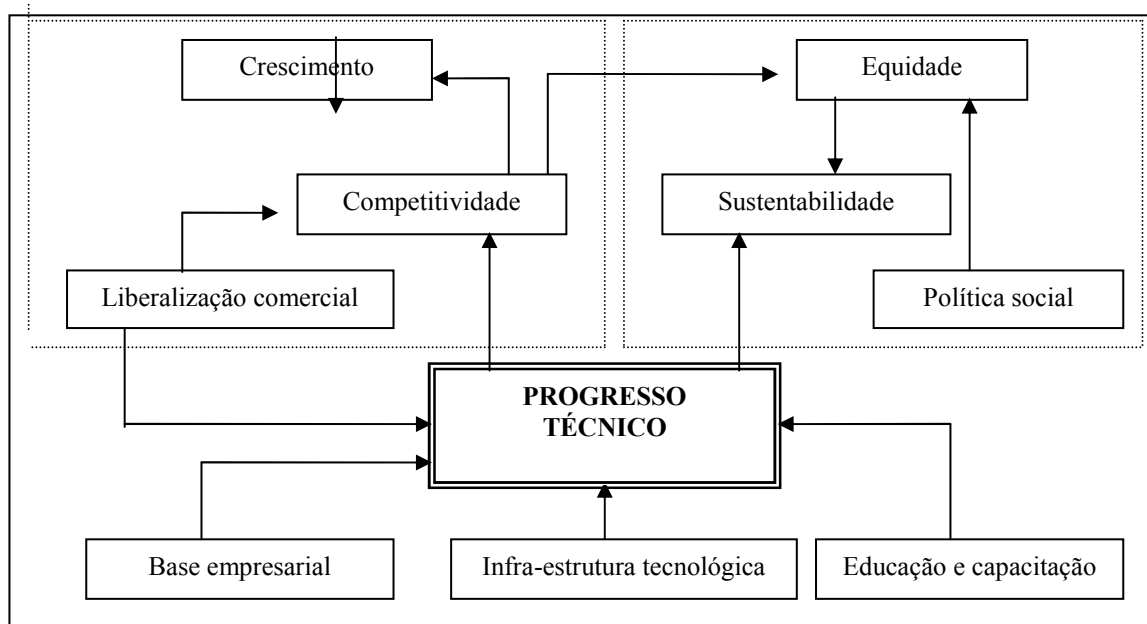 Crescimento
Equidade
Competitividade
Sustentabilidade
Liberalização comercial
Política social
PROGRESSO
TÉCNICO
Base empresarial
Infra-estrutura tecnológica
Educação e capacitação